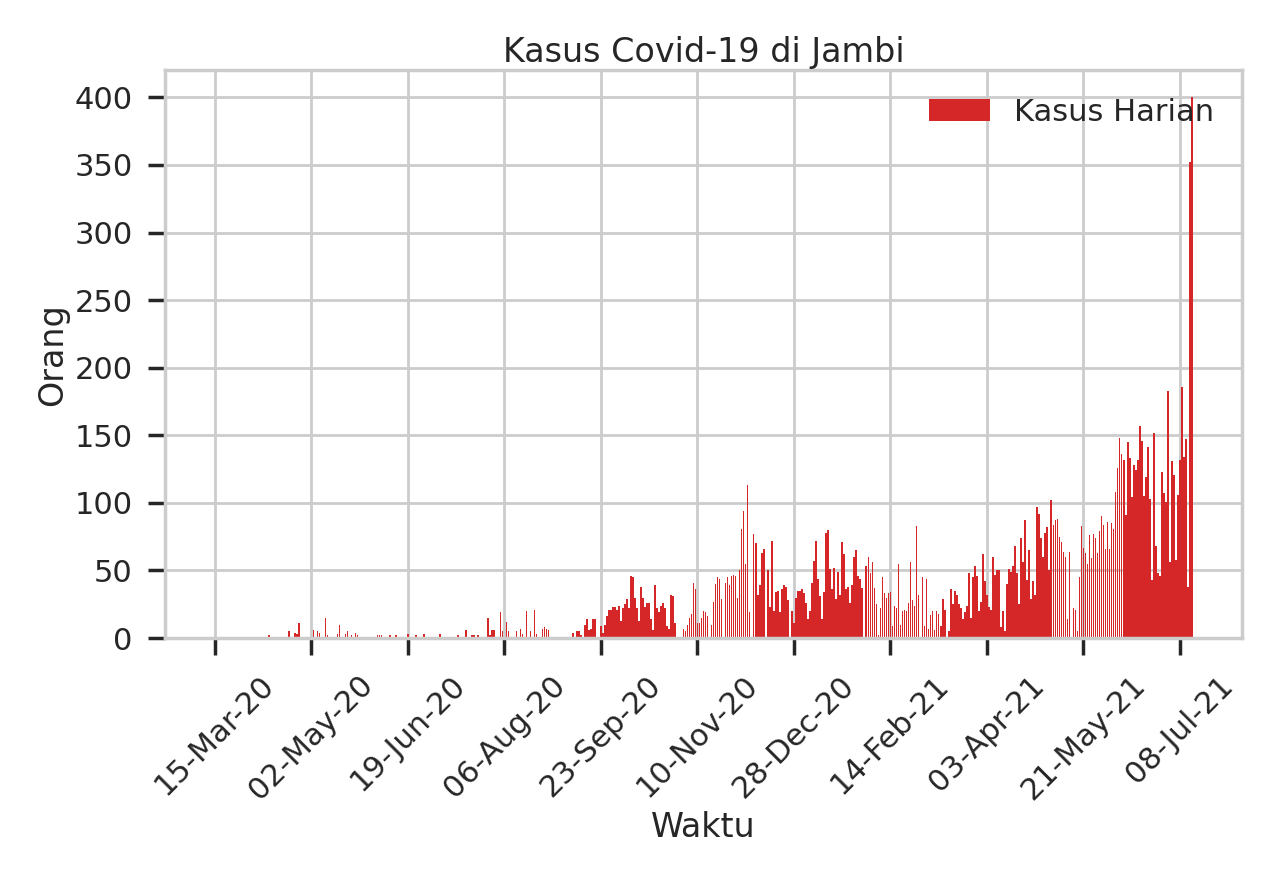 Kasus Covid-19 di Jambi
Kasus Harian
Orang
400
350
300
250
200
150
100
50
0
15-Mar-20
02-May-20
19-Jun-20
06-Aug-20
23-Sep-20
10-Nov-20
28-Dec-20
14-Feb-21
03-Apr-21
21-May-21
08-Jul-21
Waktu